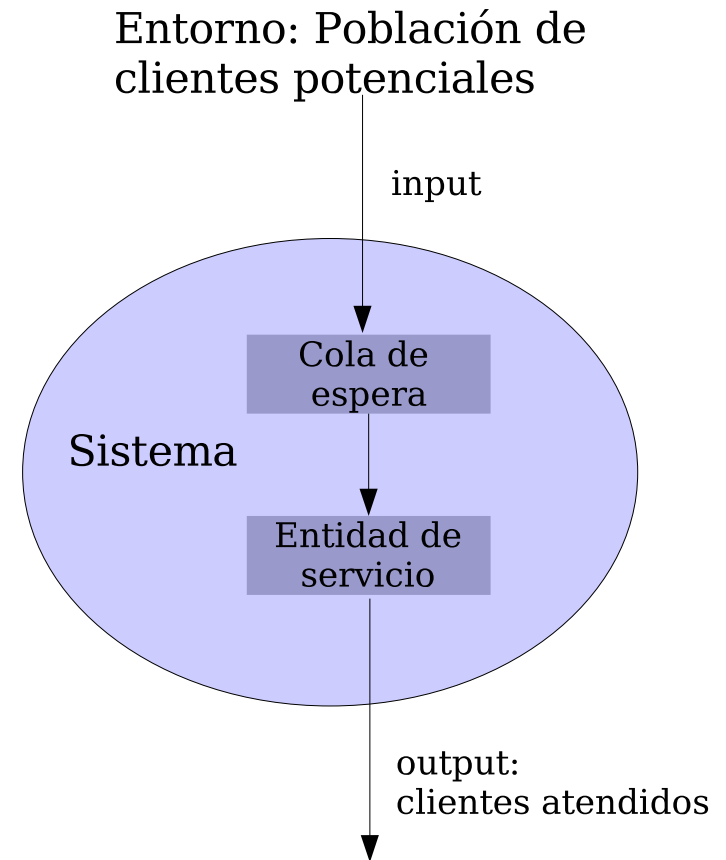 Entorno: Población de
clientes potenciales
input
Cola de
espera
Sistema
Entidad de
servicio
output:
clientes atendidos